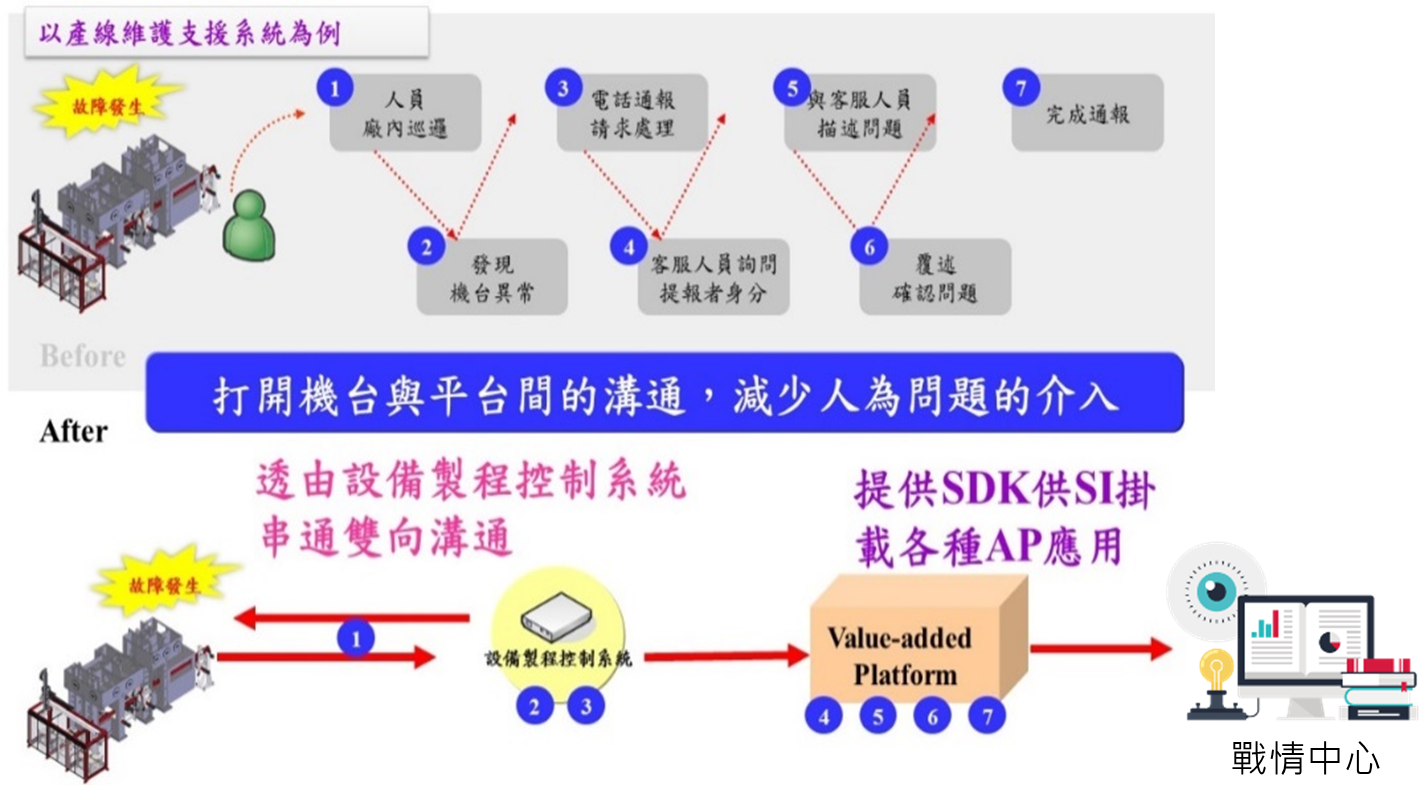 以產線維護支援系統為例
故障發生
1
人員
廠內巡邏
2
發現
機台異常
3
電話通報
請求處理
4
客服人員詢問
提報者身分
5
與客服人員
描述問題
6
覆述
確認問題
7
完成通報
Before
打開機台與平台間的溝通，減少人為問題的介入
After
透由設備製程控制系統
串通雙向溝通
提供SDK供SI掛
載各種AP應用
故障發生
1
設備製程控制系統
2 3
Value-added
Platform
4 5 6 7
戰情中心